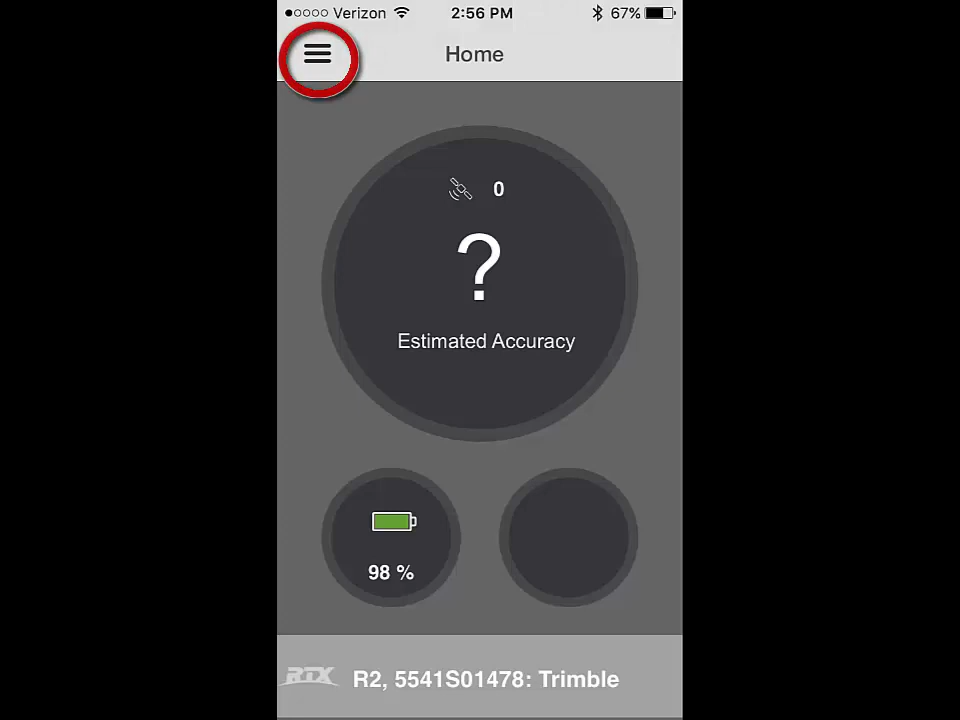 Verizon 2:56 PM 67%
Home
0
?
Estimated Accuracy
98 %
RTX R2, 5541S01478: Trimble